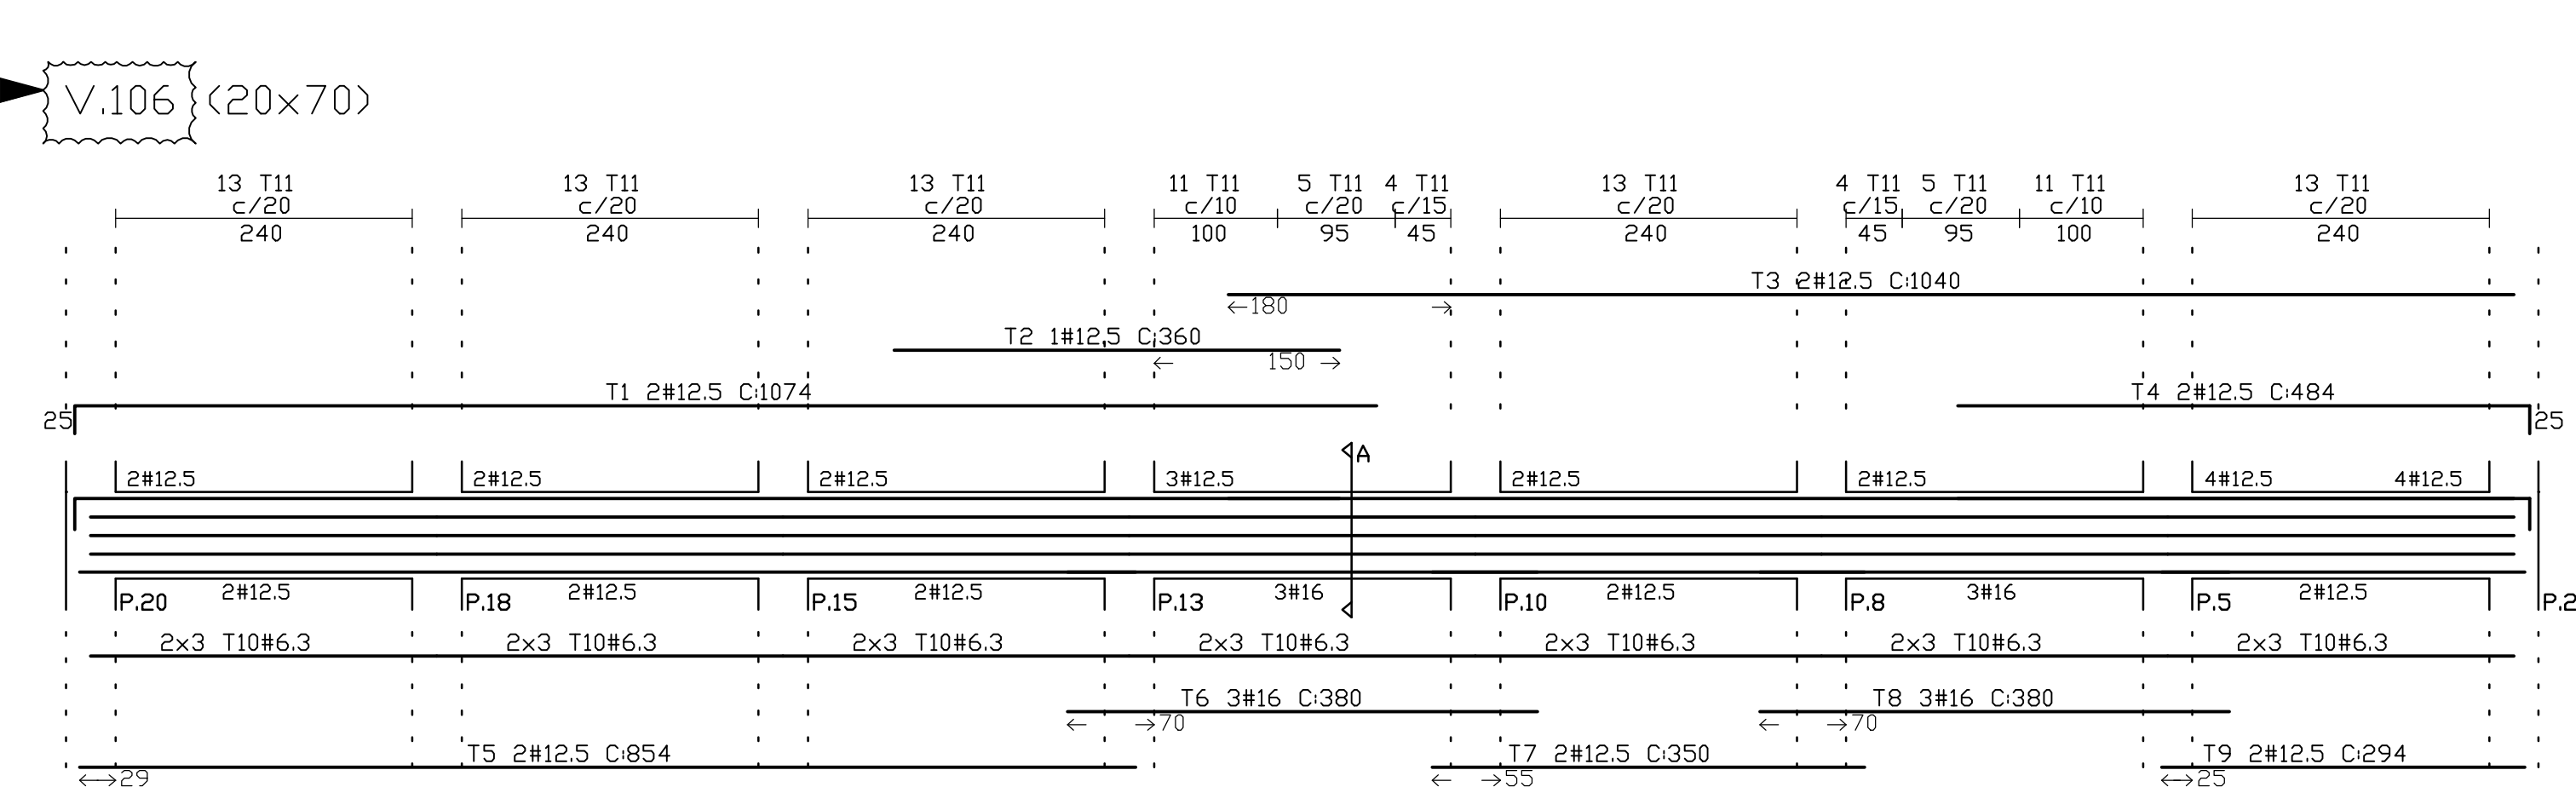 V.106 (20x70)
13 T11 13 T11 13 T11 11 T11 5 T11 4 T11 13 T11 4 T11 5 T11 11 T11 13 T11
c/20 c/20 c/20 c/10 c/20 c/15 c/20 c/15 c/20 c/10 c/20
240 240 240 100 95 45 240 45 95 100 240
T3 2#12.5 C:1040
180
T2 1#12.5 C:360
150
T1 2#12.5 C:1074 T4 2#12.5 C:484
25 25
A
2#12.5 2#12.5 2#12.5 3#12.5 2#12.5 2#12.5 4#12.5 4#12.5
2#12.5 2#12.5 2#12.5 3#16 2#12.5 3#16 2#12.5
P.20 P.18 P.15 P.13 P.10 P.8 P.5 P.2
2x3 T10#6.3 2x3 T10#6.3 2x3 T10#6.3 2x3 T10#6.3 2x3 T10#6.3 2x3 T10#6.3 2x3 T10#6.3
T6 3#16 C:380 T8 3#16 C:380
70 70
T5 2#12.5 C:854 T7 2#12.5 C:350 T9 2#12.5 C:294
29 55 25